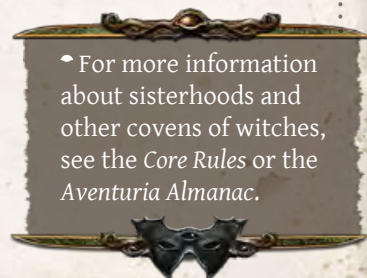 For more information
about sisterhoods and
other covens of witches,
see the Core Rules or the
Aventuria Almanac.